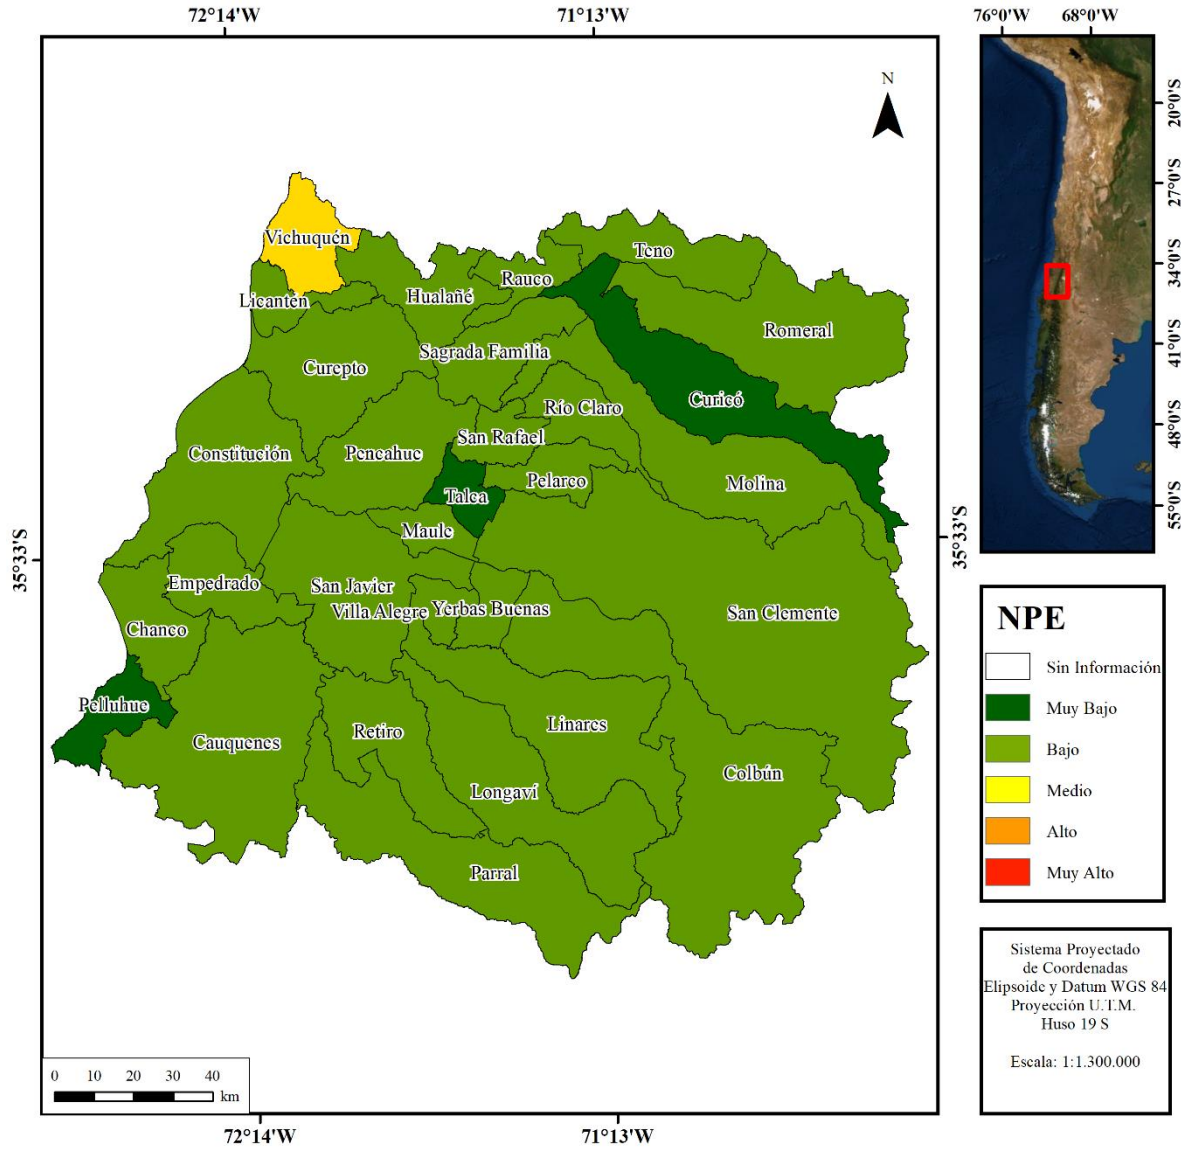 72°14'W
71°13'W
76°0'W
68°0'W
N
20°0'S
27°0'S
34°0'S
41°0'S
48°0'S
55°0'S
Vichuquén
Teno
Rauco
Licantén
Hualañé
Romeral
Sagrada Familia
Curepto
Curicó
Río Claro
San Rafael
Constitución
Pencahue
Pelarco
Molina
Talca
Maule
35°33'S
35°33'S
Empedrado
San Javier
Villa Alegre
Yerbas Buenas
San Clemente
Chanco
Pelluhue
Cauquenes
Retiro
Linares
Colbún
Longaví
Parral
NPE
Sin Información
Muy Bajo
Bajo
Medio
Alto
Muy Alto
Sistema Proyectado
de Coordenadas
Elipsoide y Datum WGS 84
Proyección U.T.M.
Huso 19 S
Escala: 1:1.300.000
0 10 20 30 40
km
72°14'W
71°13'W